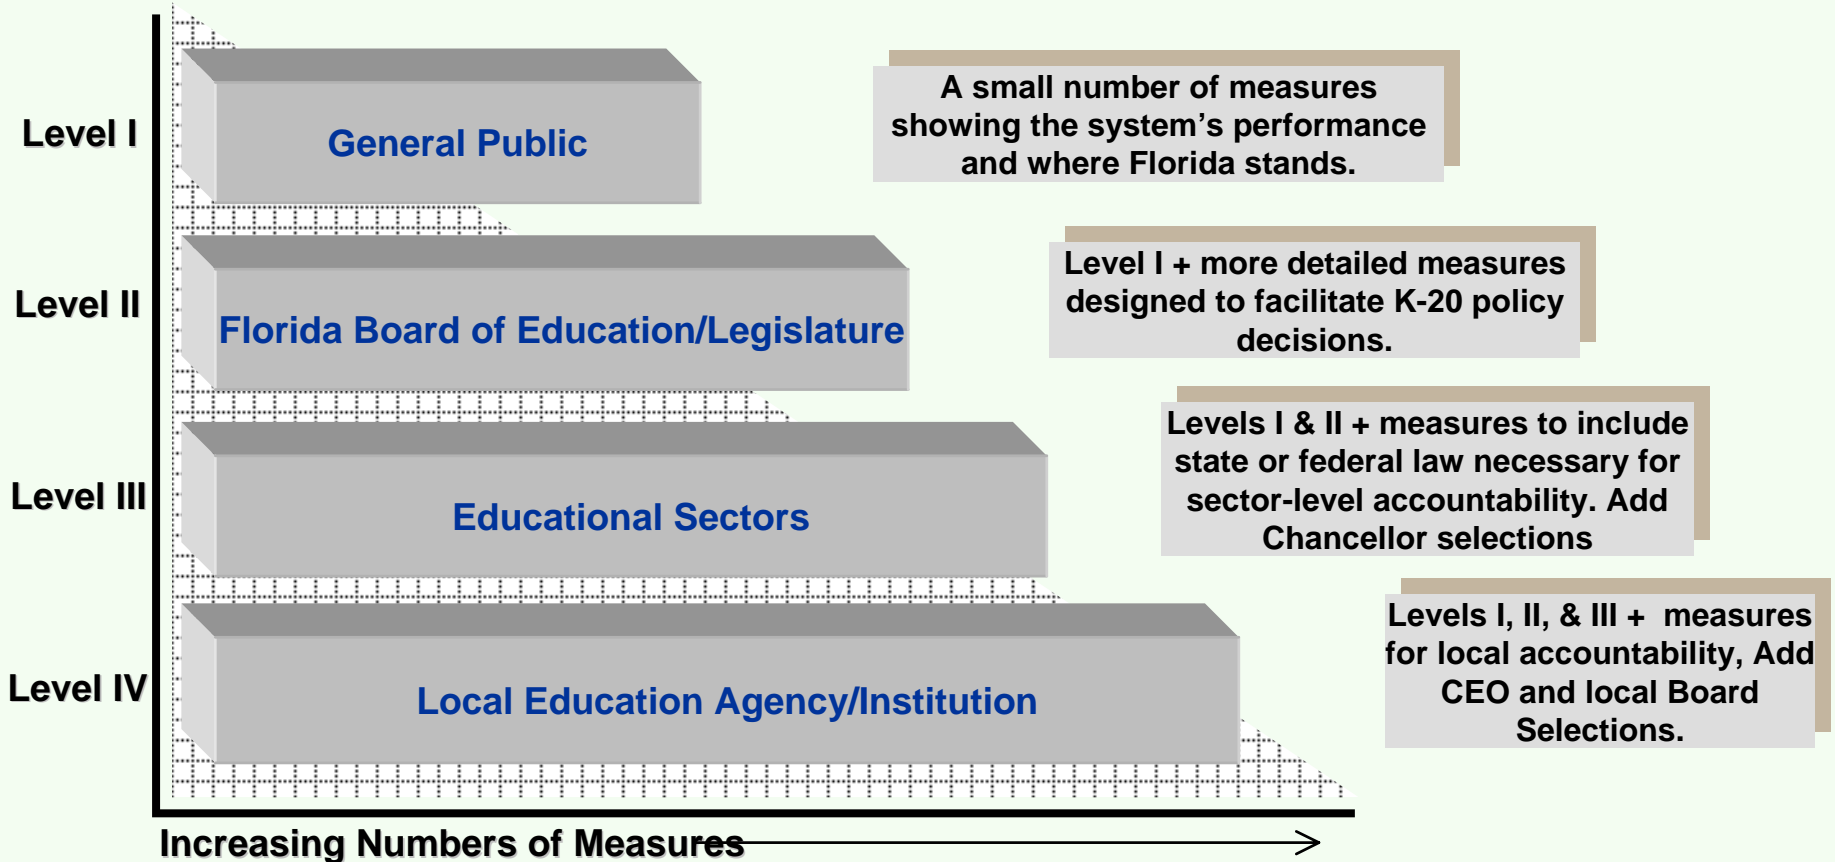 Level I
General Public
A small number of measures
showing the system's performance
and where Florida stands.
Level II
Florida Board of Education/Legislature
Level I + more detailed measures
designed to facilitate K-20 policy
decisions.
Level III
Educational Sectors
Levels I & II + measures to include
state or federal law necessary for
sector-level accountability. Add
Chancellor selections
Level IV
Local Education Agency/Institution
Levels I, II, & III +  measures
for local accountability, Add
CEO and local Board
Selections.
Increasing Numbers of Measures